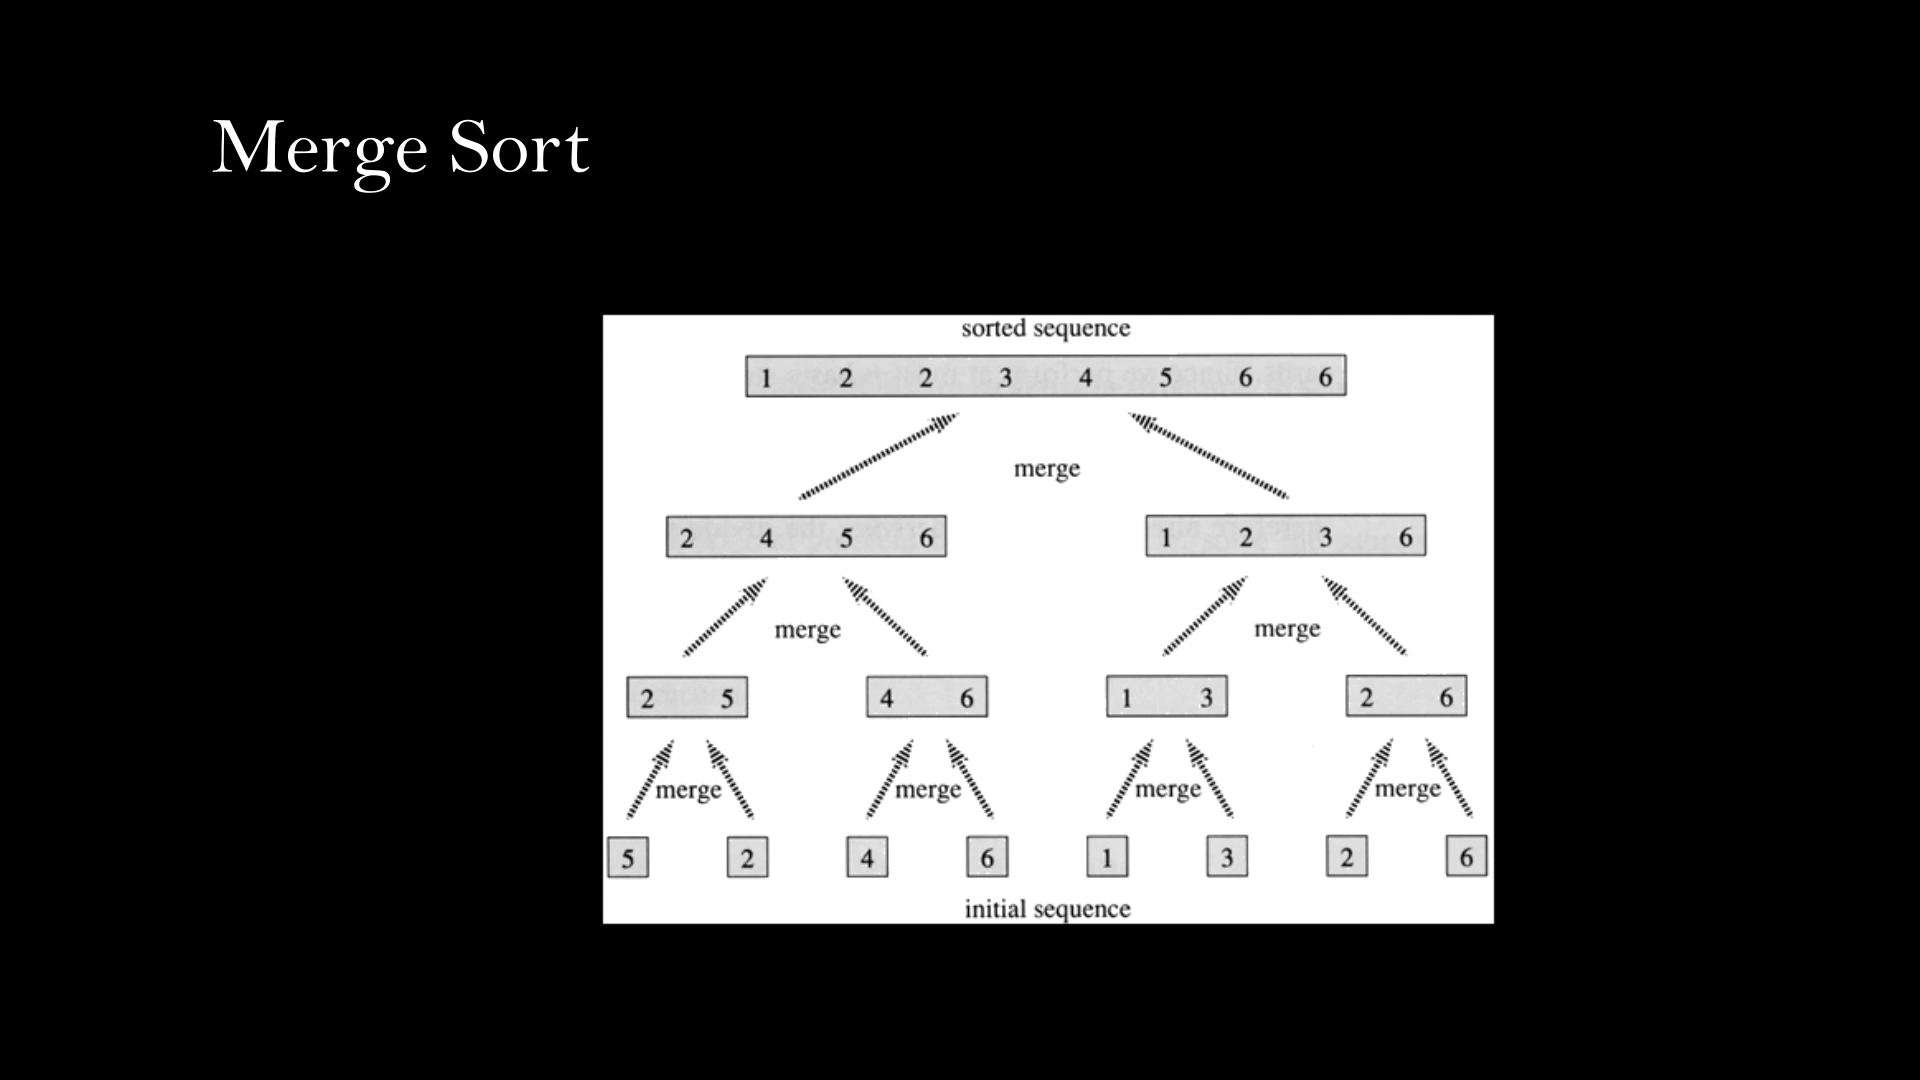 Merge Sort
sorted sequence
1 2 2 3 4 5 6 6
merge
2 4 5 6 1 2 3 6
merge merge
2 5 4 6 1 3 2 6
merge merge merge merge
5 2 4 6 1 3 2 6
initial sequence